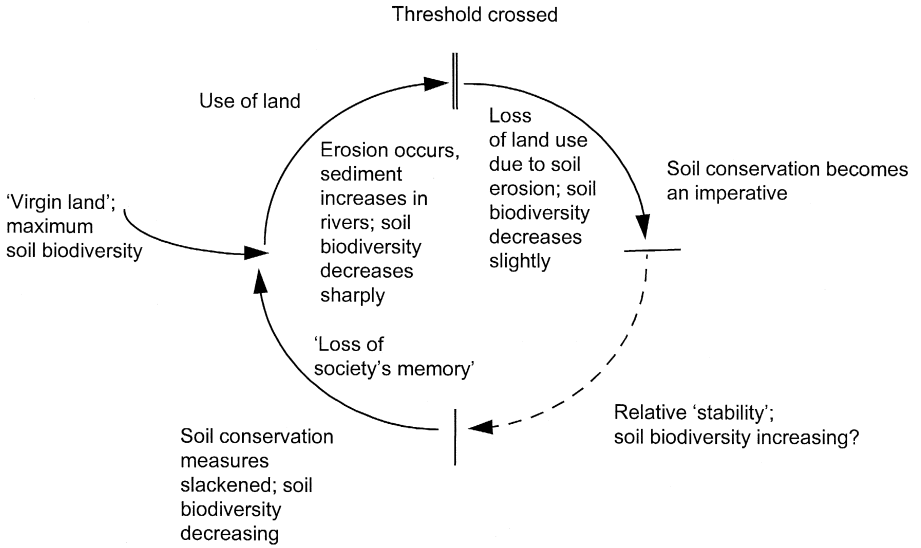 Threshold crossed
Use of land
Loss
of land use
due to soil
erosion; soil
biodiversity
decreases
slightly
Erosion occurs,
sediment
increases in
rivers; soil
biodiversity
decreases
sharply
Soil conservation becomes
an imperative
‘Virgin land’;
maximum
soil biodiversity
‘Loss of
society’s memory’
Relative ‘stability’;
soil biodiversity increasing?
Soil conservation
measures
slackened; soil
biodiversity
decreasing